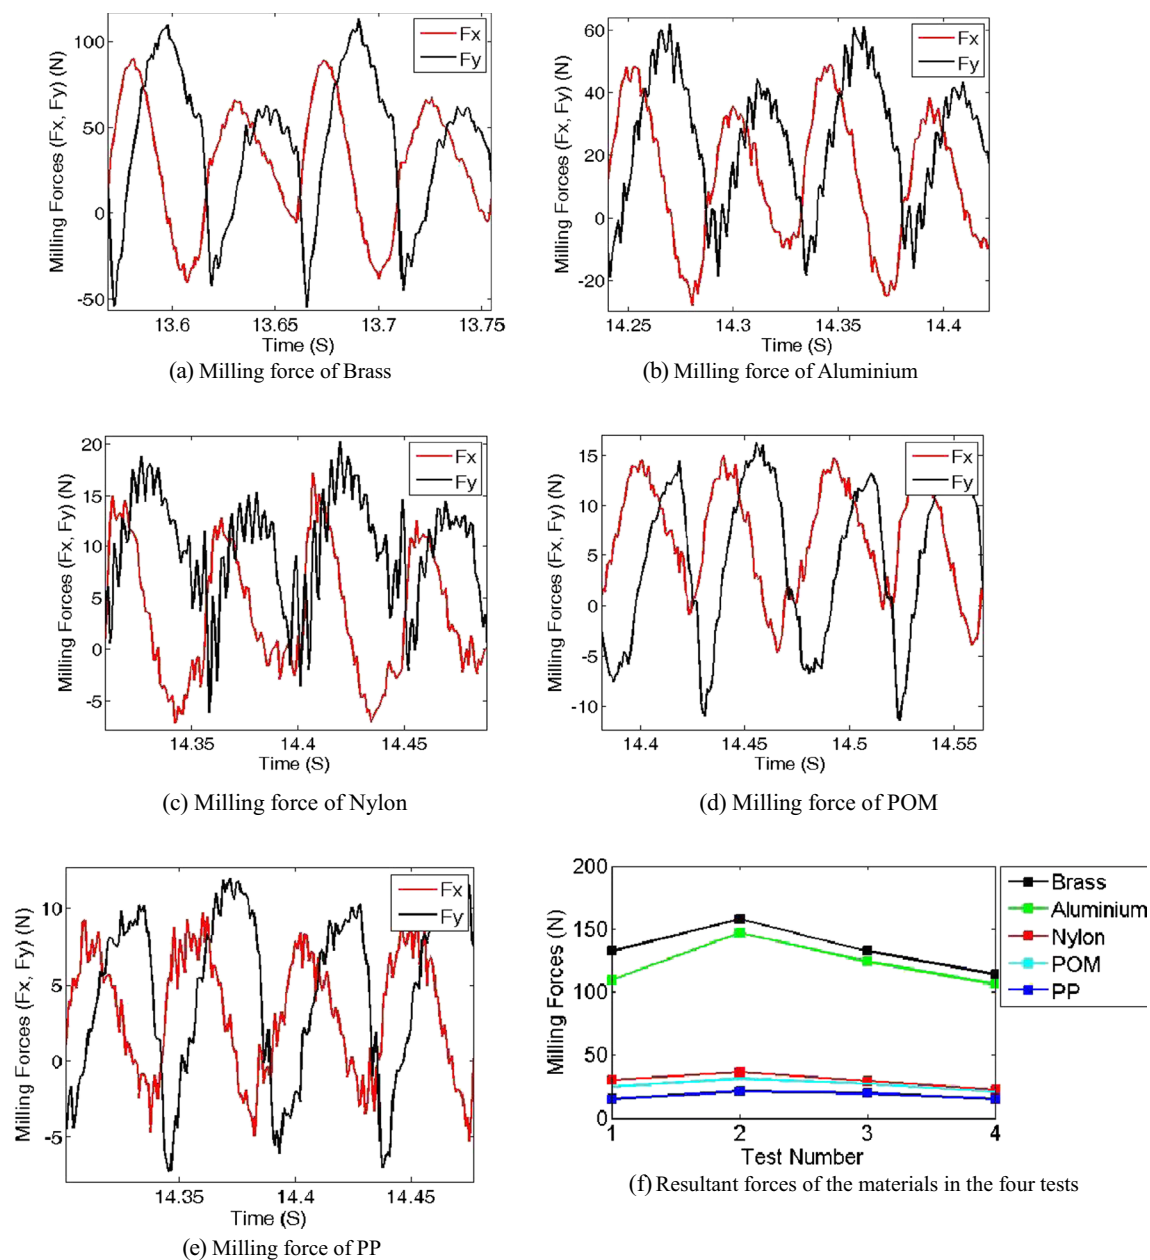 Milling Forces (Fx, Fy) (N)
100
50
0
-50
Fx
Fy
13.6
13.65
13.7
13.75
Time (S)
(a) Milling force of Brass
Milling Forces (Fx, Fy) (N)
60
40
20
0
-20
Fx
Fy
14.25
14.3
14.35
14.4
Time (S)
(b) Milling force of Aluminium
Milling Forces (Fx, Fy) (N)
20
15
10
5
0
-5
Fx
Fy
14.35
14.4
14.45
Time (S)
(c) Milling force of Nylon
Milling Forces (Fx, Fy) (N)
15
10
5
0
-5
-10
Fx
Fy
14.4
14.45
14.5
14.55
Time (S)
(d) Milling force of POM
Milling Forces (Fx, Fy) (N)
10
5
0
-5
Fx
Fy
14.35
14.4
14.45
Time (S)
(e) Milling force of PP
Milling Forces (N)
200
150
100
50
0
Brass
Aluminium
Nylon
POM
PP
1
2
3
4
Test Number
(f) Resultant forces of the materials in the four tests